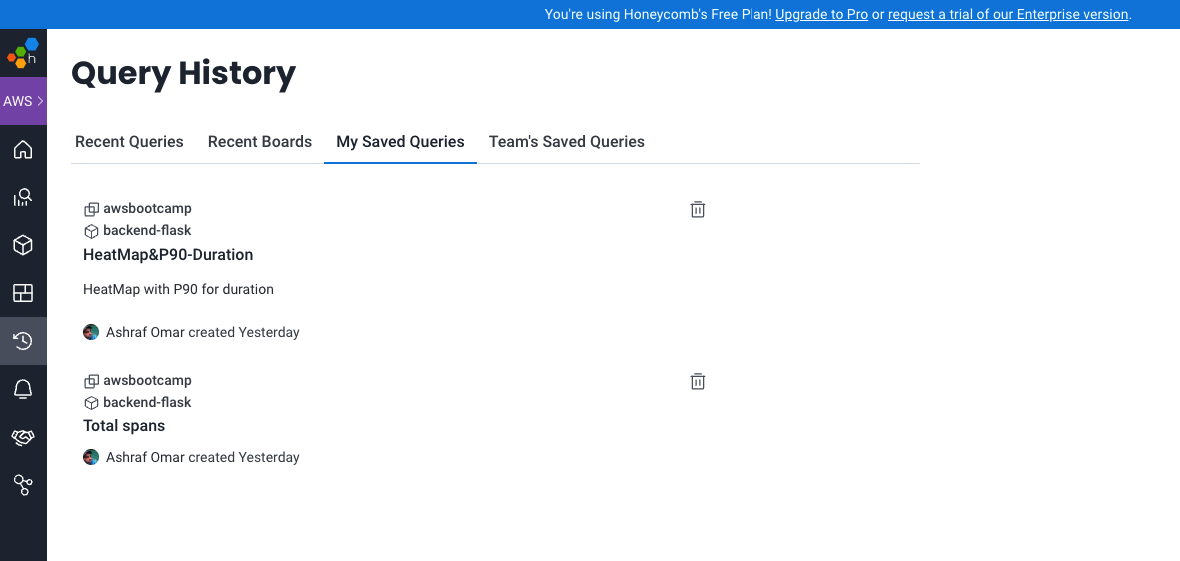 You're using Honeycomb's Free Plan! Upgrade to Pro or request a trial of our Enterprise version.
h
AWS
Query History
Recent Queries Recent Boards My Saved Queries Team's Saved Queries
awsbootcamp
backend-flask
HeatMap&P90-Duration
HeatMap with P90 for duration
Ashraf Omar created Yesterday
awsbootcamp
backend-flask
Total spans
Ashraf Omar created Yesterday